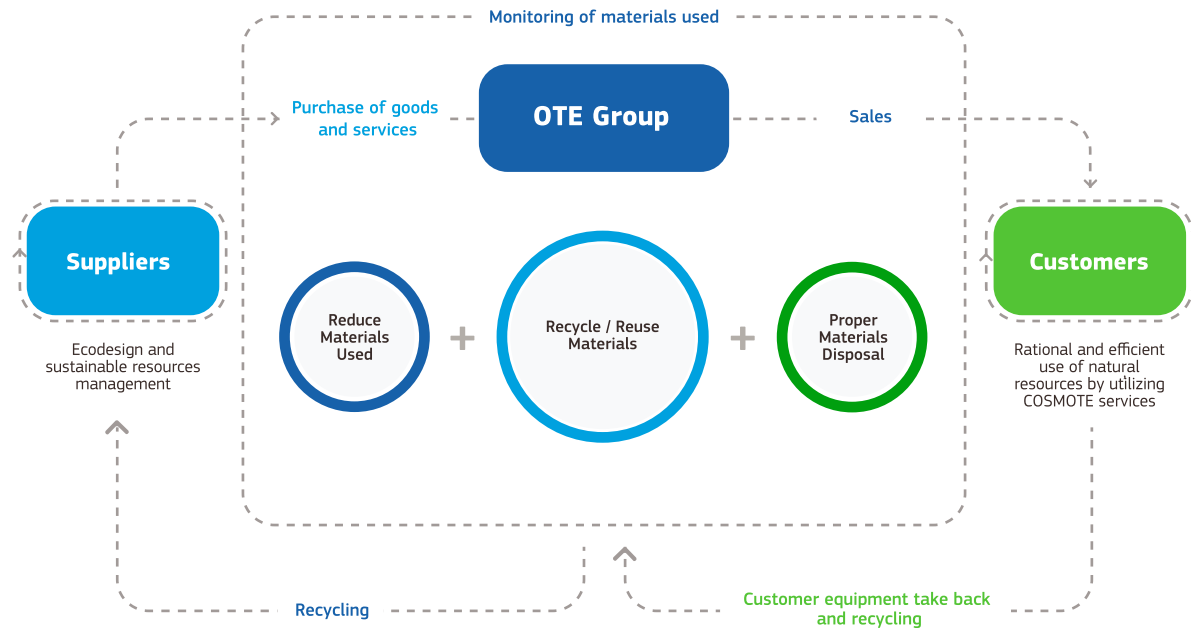 Monitoring of materials used
Purchase of goods
and services
OTE Group
Sales
Suppliers
Customers
Reduce
Materials
Used
+
Recycle / Reuse
Materials
+
Proper
Materials
Disposal
Ecodesign and
sustainable resources
management
Rational and efficient
use of natural
resources by utilizing
COSMOTE services
Recycling
Customer equipment take back
and recycling